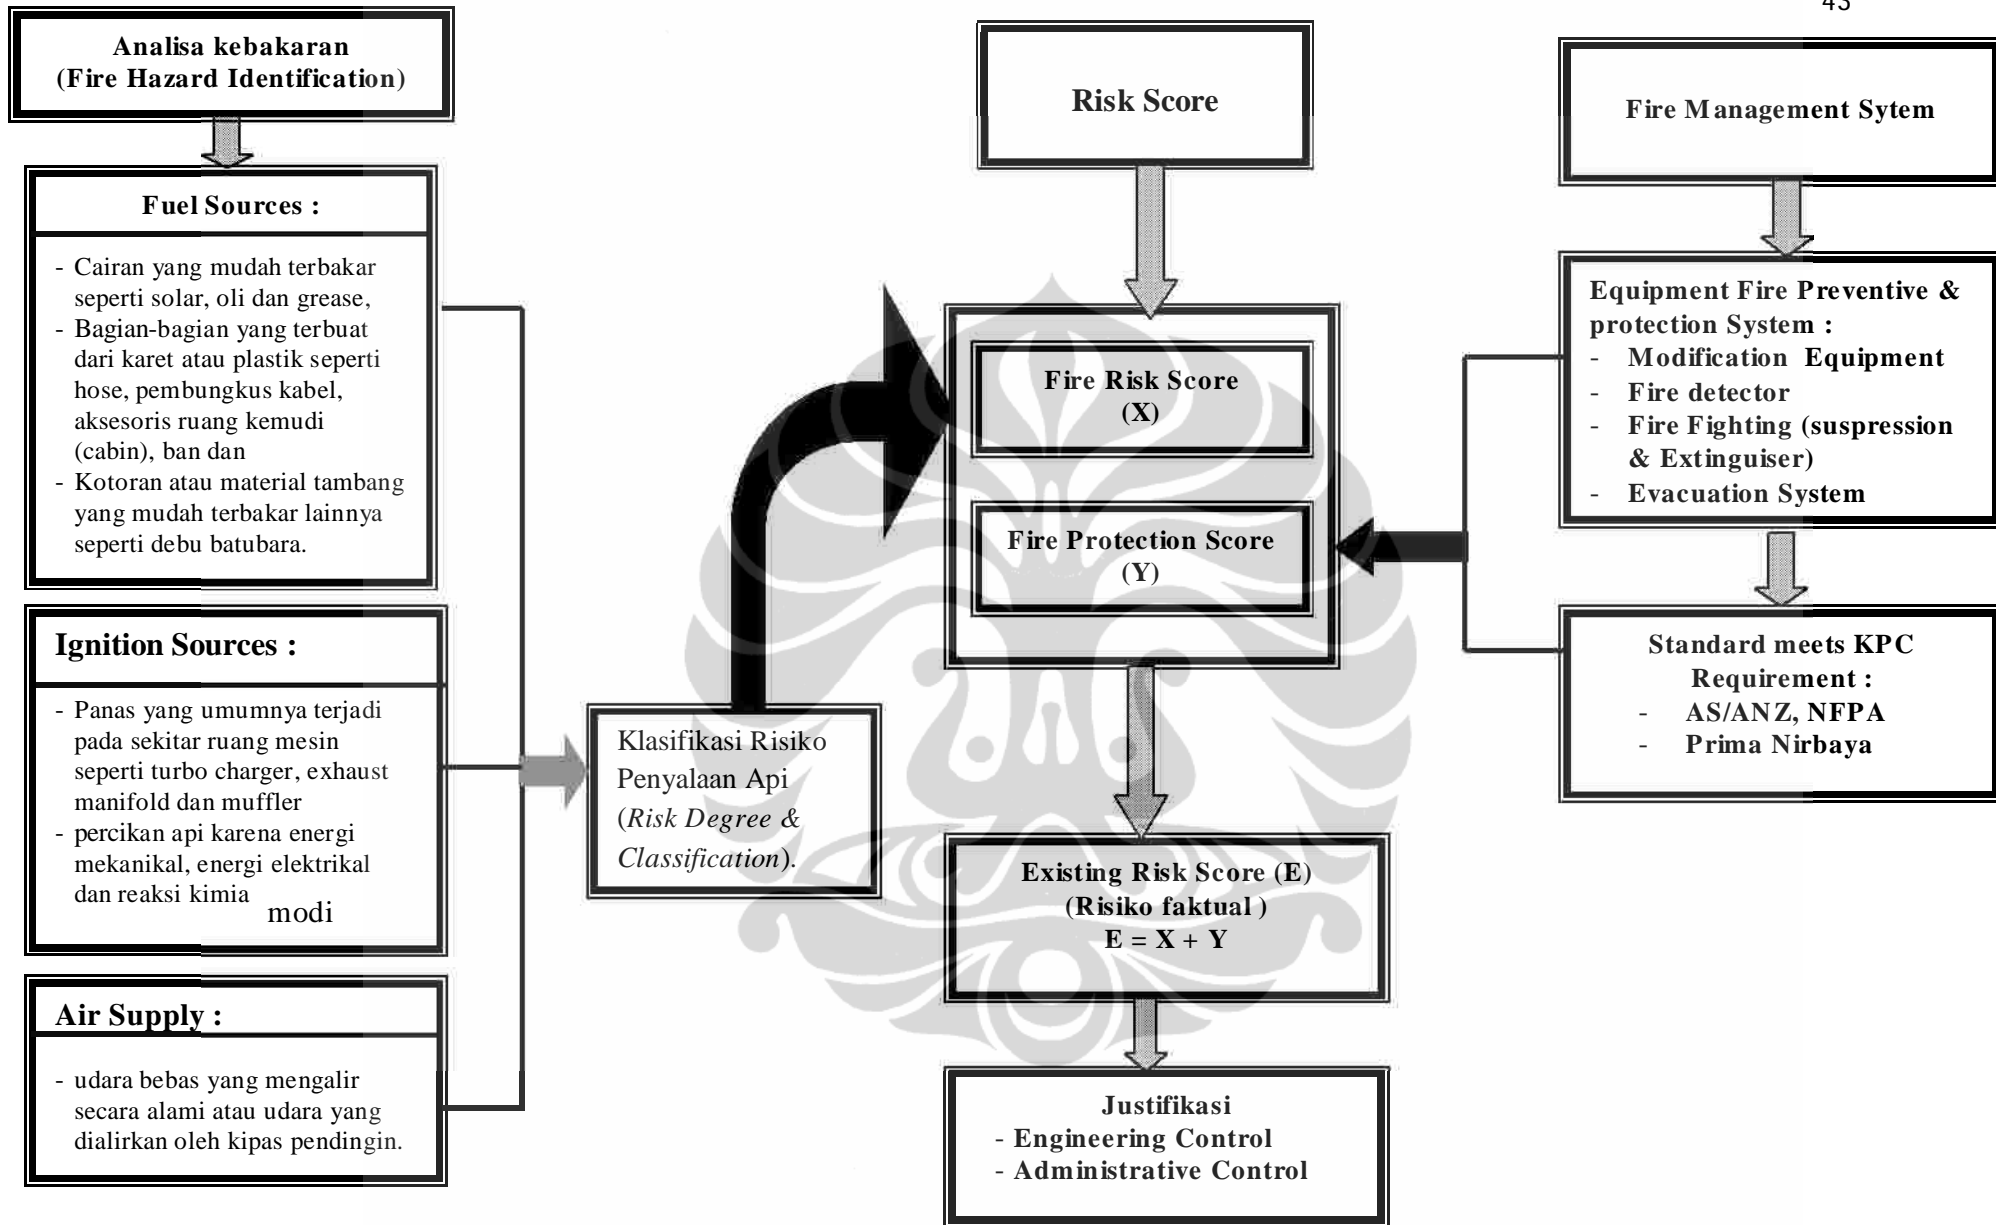 43
Analisa kebakaran
(Fire Hazard Identification)
Fuel Sources :
- Cairan yang mudah terbakar
seperti solar, oli dan grease,
- Bagian-bagian yang terbuat
dari karet atau plastik seperti
hose, pembungkus kabel,
aksesoris ruang kemudi
(cabin), ban dan
- Kotoran atau material tambang
yang mudah terbakar lainnya
seperti debu batubara.
Ignition Sources :
- Panas yang umumnya terjadi
pada sekitar ruang mesin
seperti turbo charger, exhaust
manifold dan muffler
- percikan api karena energi
mekanikal, energi elektrikal
dan reaksi kimia
modi
Air Supply :
- udara bebas yang mengalir
secara alami atau udara yang
dialirkan oleh kipas pendingin.
Klasifikasi Risiko
Penyalaan Api
(Risk Degree &
Classification).
Risk Score
Fire Risk Score
(X)
Fire Protection Score
(Y)
Existing Risk Score (E)
(Risiko faktual )
E = X + Y
Justifikasi
- Engineering Control
- Administrative Control
Fire Management Sytem
Equipment Fire Preventive &
protection System :
- Modification Equipment
- Fire detector
- Fire Fighting (suspression
& Extinguiser)
- Evacuation System
Standard meets KPC
Requirement :
- AS/ANZ, NFPA
- Prima Nirbaya